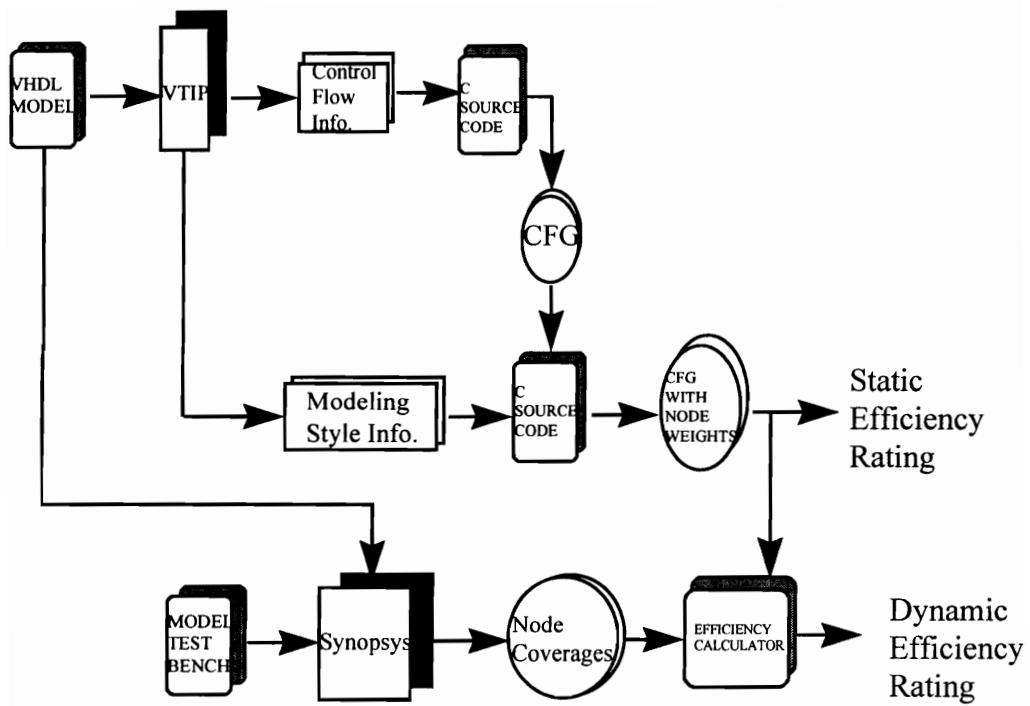 VHDL
MODEL
VTIP
Control
Flow
Info.
C
SOURCE
CODE
CFG
Modeling
Style Info.
C
SOURCE
CODE
CFG
WITH
NODE
WEIGHTS
Static
Efficiency
Rating
MODEL
TEST
BENCH
Synopsys
Node
Coverages
EFFICIENCY
CALCULATOR
Dynamic
Efficiency
Rating